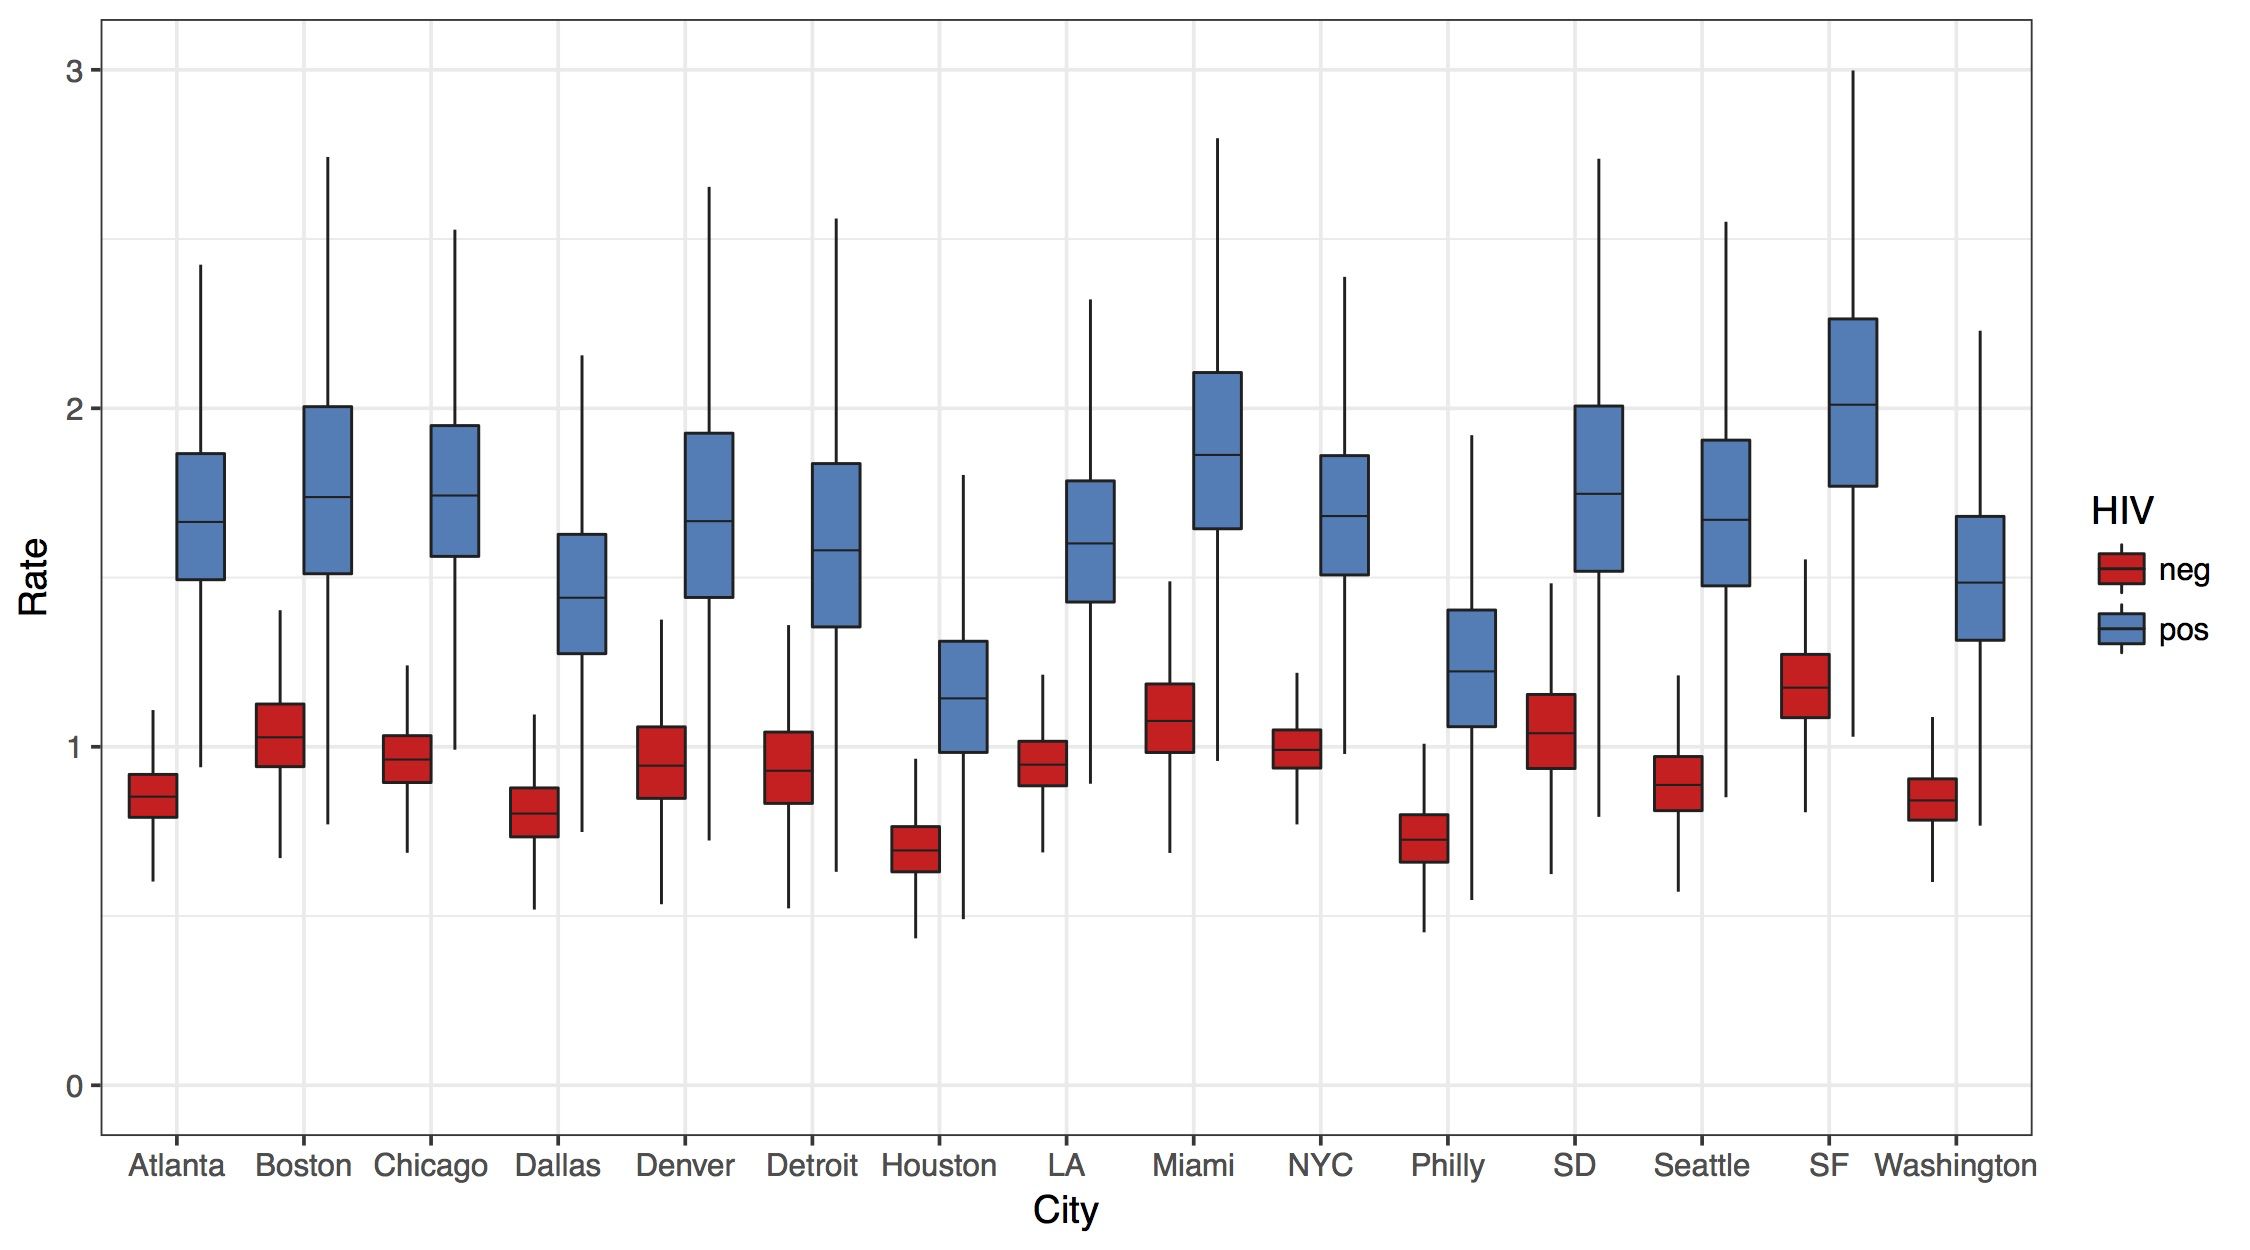 3
2
1
0
Rate
Atlanta Boston Chicago Dallas Denver Detroit Houston LA Miami NYC Philly SD Seattle SF Washington
City
HIV
neg
pos